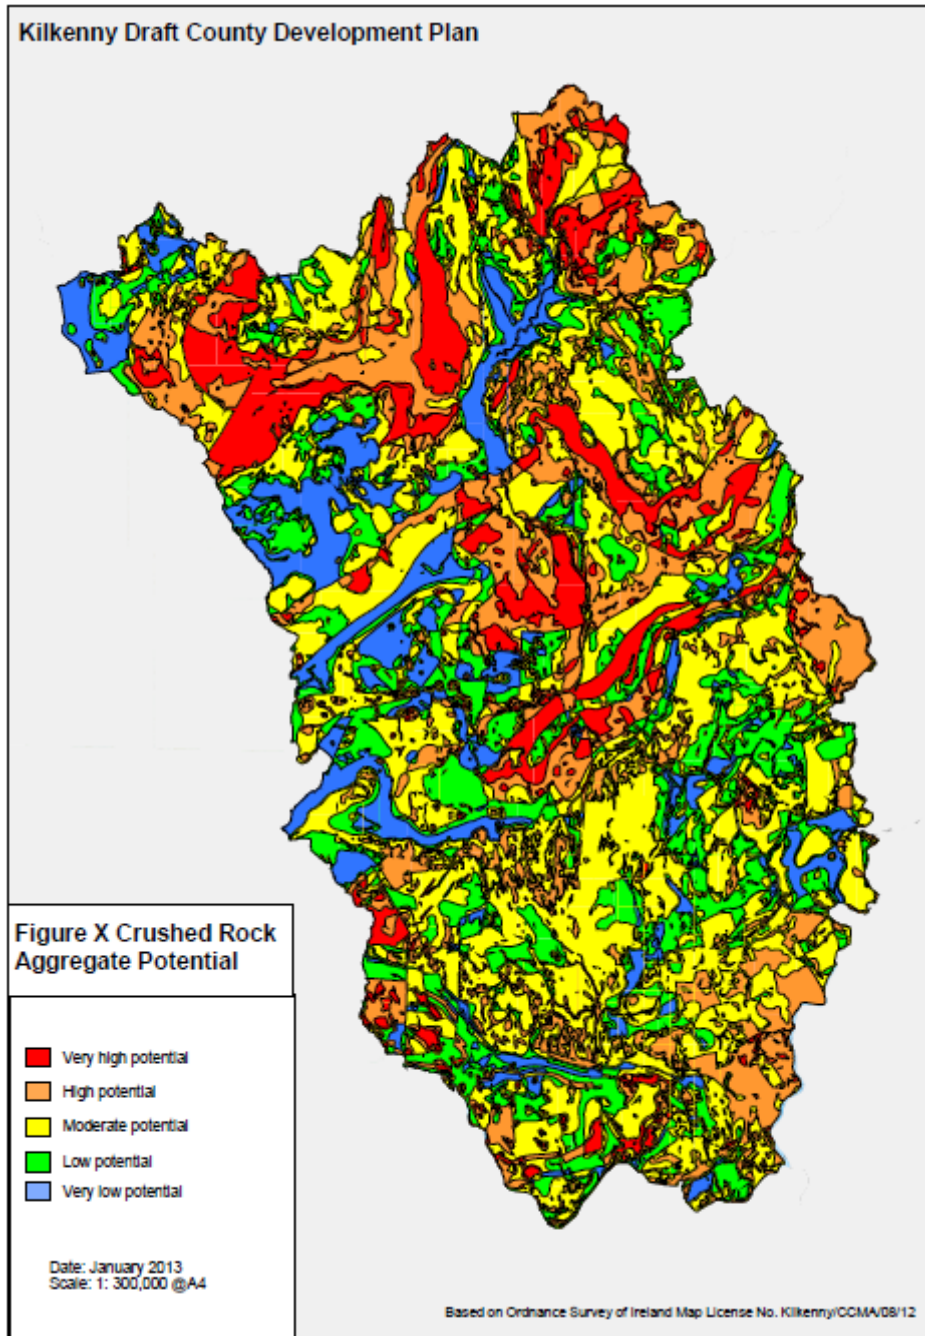 Kilkenny Draft County Development Plan
Figure X Crushed Rock
Aggregate Potential
Very high potential
High potential
Moderate potential
Low potential
Very low potential
Date: January 2013
Scale: 1: 300,000 @A4
Based on Ordnance Survey of Ireland Map License No. Kilkenny/CCMA/08/12